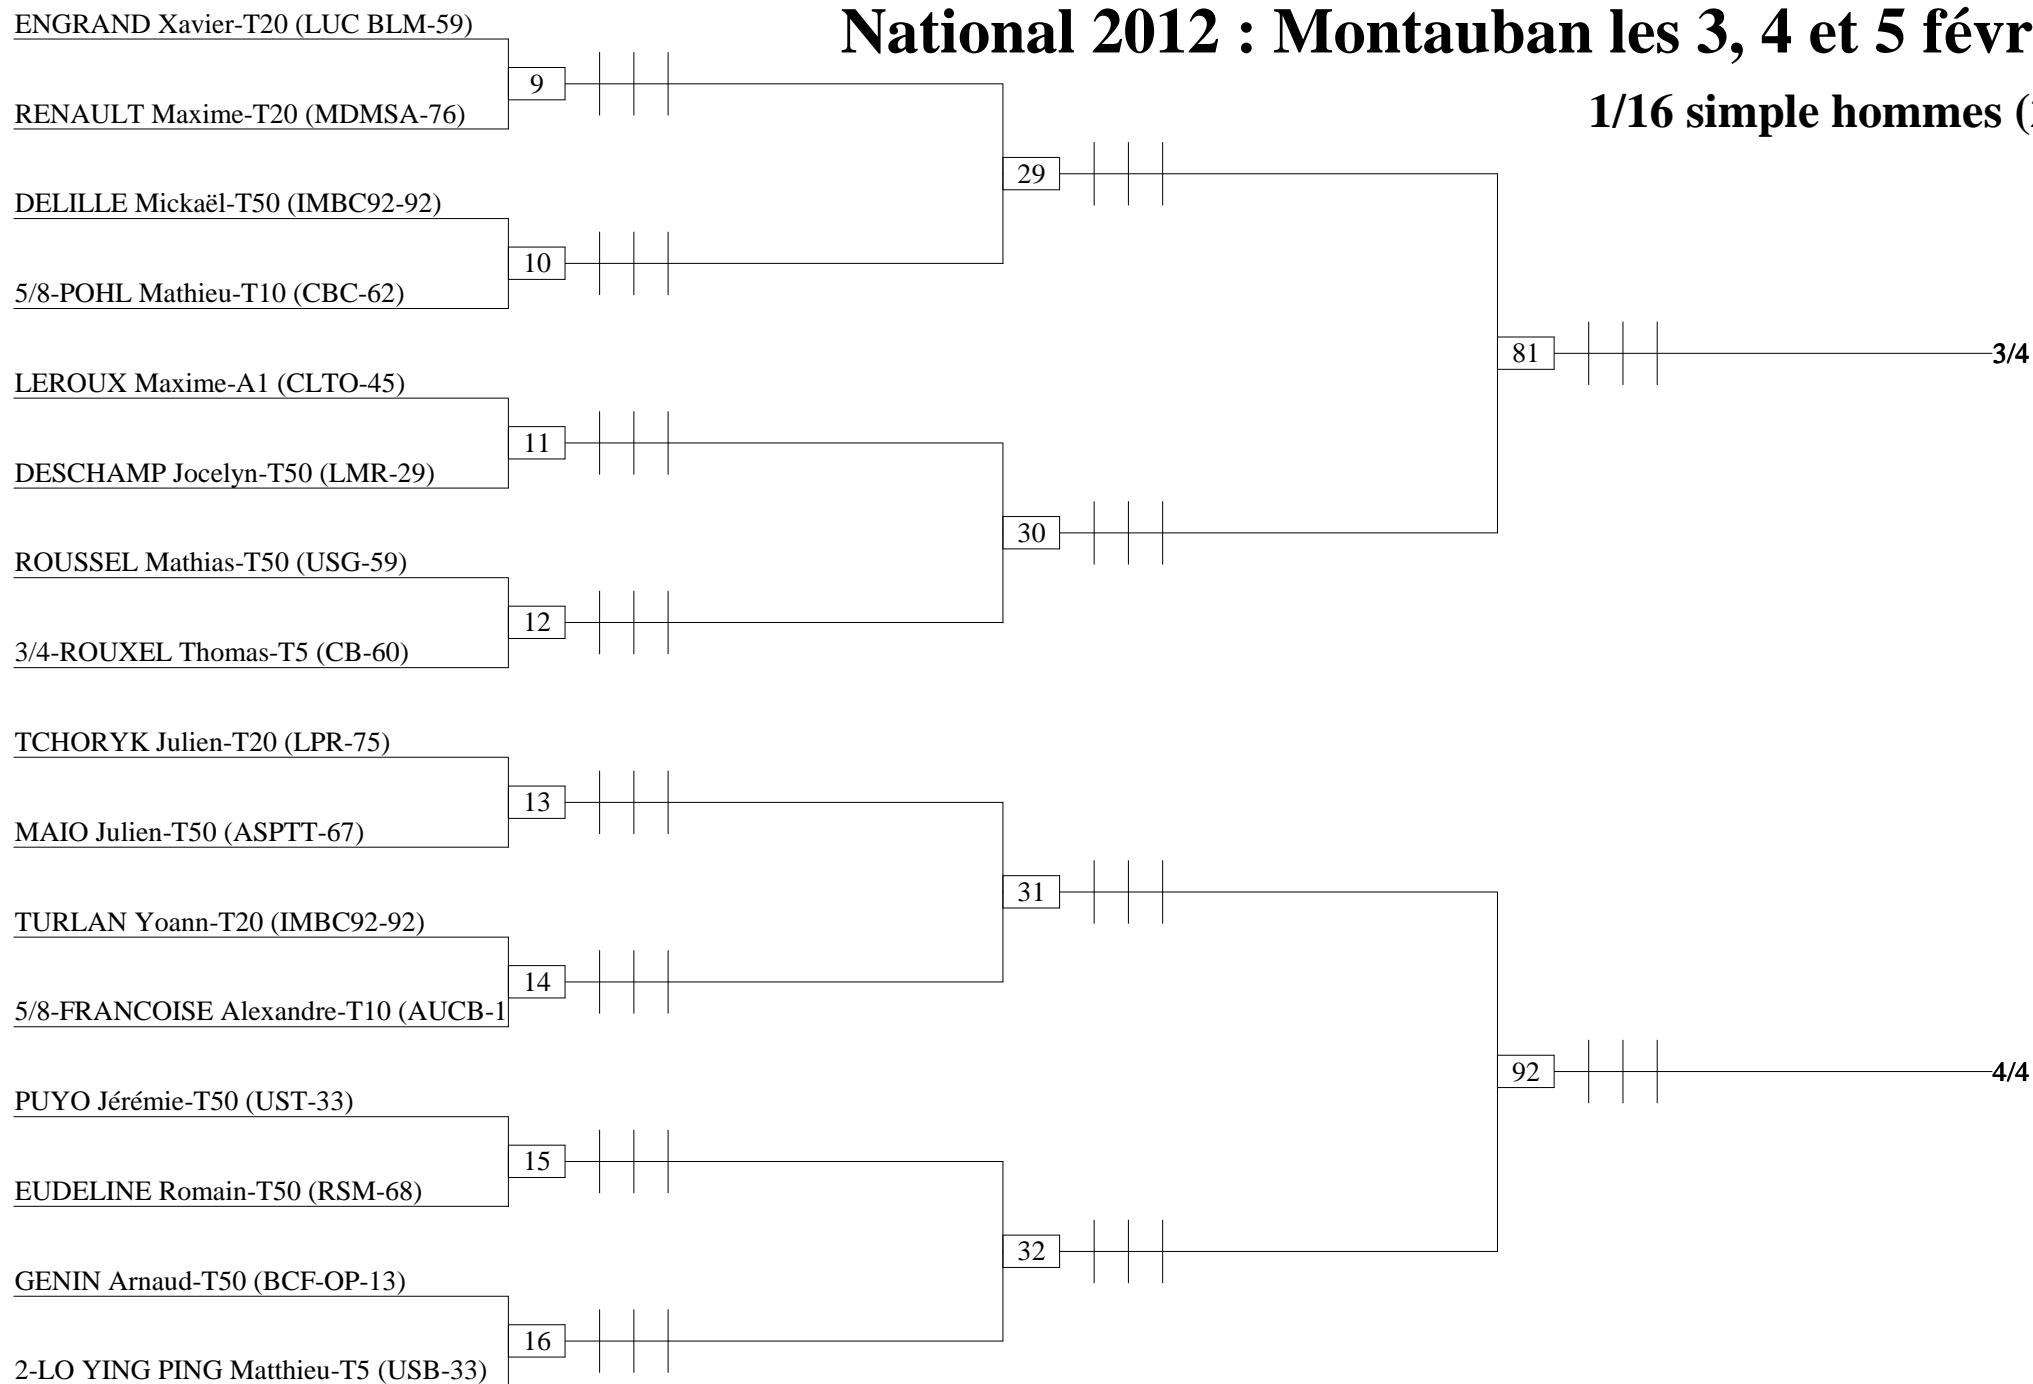 National 2012 : Montauban les 3, 4 et 5 févr
1/16 simple hommes (
ENGRAND Xavier-T20 (LUC BLM-59)
9
RENAULT Maxime-T20 (MDMSA-76)
29
DELILLE Mickaël-T50 (IMBC92-92)
10
5/8-POHL Mathieu-T10 (CBC-62)
81
3/4
LEROUX Maxime-A1 (CLTO-45)
11
DESCHAMP Jocelyn-T50 (LMR-29)
30
ROUSSEL Mathias-T50 (USG-59)
12
3/4-ROUXEL Thomas-T5 (CB-60)
TCHORYK Julien-T20 (LPR-75)
13
MAIO Julien-T50 (ASPTT-67)
31
TURLAN Yoann-T20 (IMBC92-92)
14
5/8-FRANCOISE Alexandre-T10 (AUCB-1
92
4/4
PUYO Jérémie-T50 (UST-33)
15
EUDELINE Romain-T50 (RSM-68)
32
GENIN Arnaud-T50 (BCF-OP-13)
16
2-LO YING PING Matthieu-T5 (USB-33)